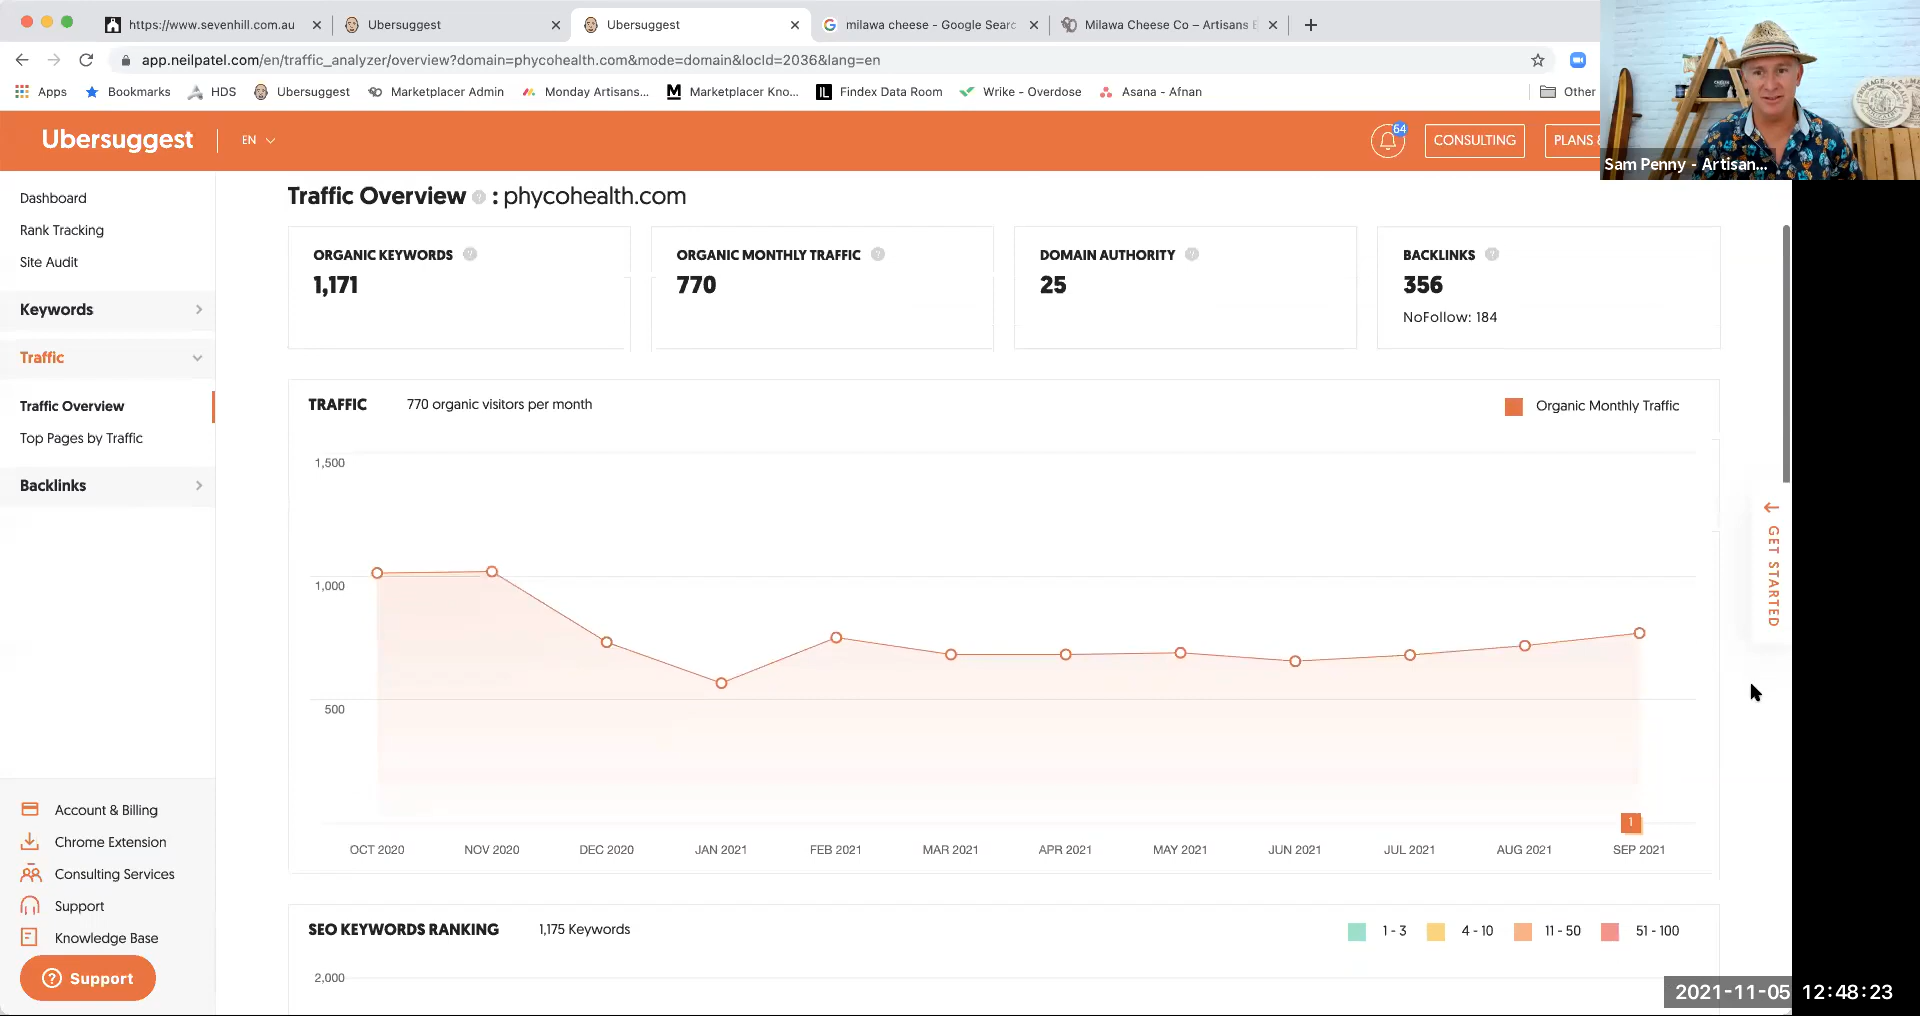 https://www.sevenhill.com.au
Ubersuggest
Ubersuggest
milawa cheese - Google Searc
Milawa Cheese Co – Artisans
app.neilpatel.com/en/traffic_analyzer/overview?domain=phycohealth.com&mode=domain&locId=2036&lang=en
Apps
Bookmarks
HDS
Ubersuggest
Marketplacer Admin
Monday Artisans...
Marketplacer Kno...
Findex Data Room
Wrike - Overdose
Asana - Afnan
Other
Ubersuggest
EN
64
CONSULTING
PLANS
Sam Penny - Artisan...
Dashboard
Rank Tracking
Site Audit
Keywords
Traffic
Traffic Overview
Top Pages by Traffic
Backlinks
Account & Billing
Chrome Extension
Consulting Services
Support
Knowledge Base
? Support
Traffic Overview ? : phycohealth.com
ORGANIC KEYWORDS ?
1,171
ORGANIC MONTHLY TRAFFIC ?
770
DOMAIN AUTHORITY ?
25
BACKLINKS ?
356
NoFollow: 184
TRAFFIC 770 organic visitors per month
Organic Monthly Traffic
1,500
1,000
500
1
OCT 2020 NOV 2020 DEC 2020 JAN 2021 FEB 2021 MAR 2021 APR 2021 MAY 2021 JUN 2021 JUL 2021 AUG 2021 SEP 2021
GET STARTED
SEO KEYWORDS RANKING 1,175 Keywords
1 - 3 4 - 10 11 - 50 51 - 100
2,000
2021-11-05 12:48:23